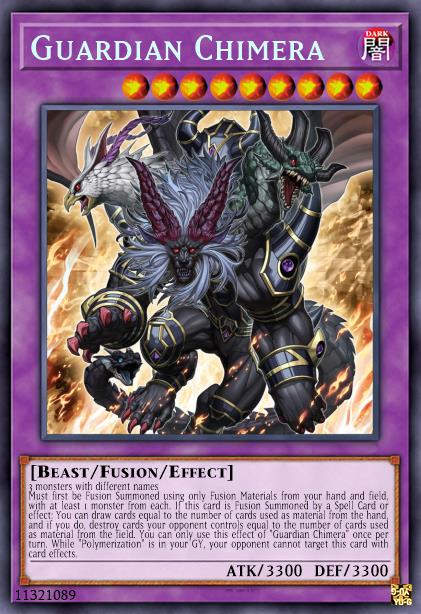 GUARDIAN CHIMERA
DARK
闇
[BEAST/FUSION/EFFECT]
3 monsters with different names
Must first be Fusion Summoned using only Fusion Materials from your hand and field,
with at least 1 monster from each. If this card is Fusion Summoned by a Spell Card or
effect: You can draw cards equal to the number of cards used as material from the hand,
and if you do, destroy cards your opponent controls equal to the number of cards used
as material from the field. You can only use this effect of "Guardian Chimera" once per
turn. While "Polymerization" is in your GY, your opponent cannot target this card with
card effects.
ATK/3300 DEF/3300
11321089